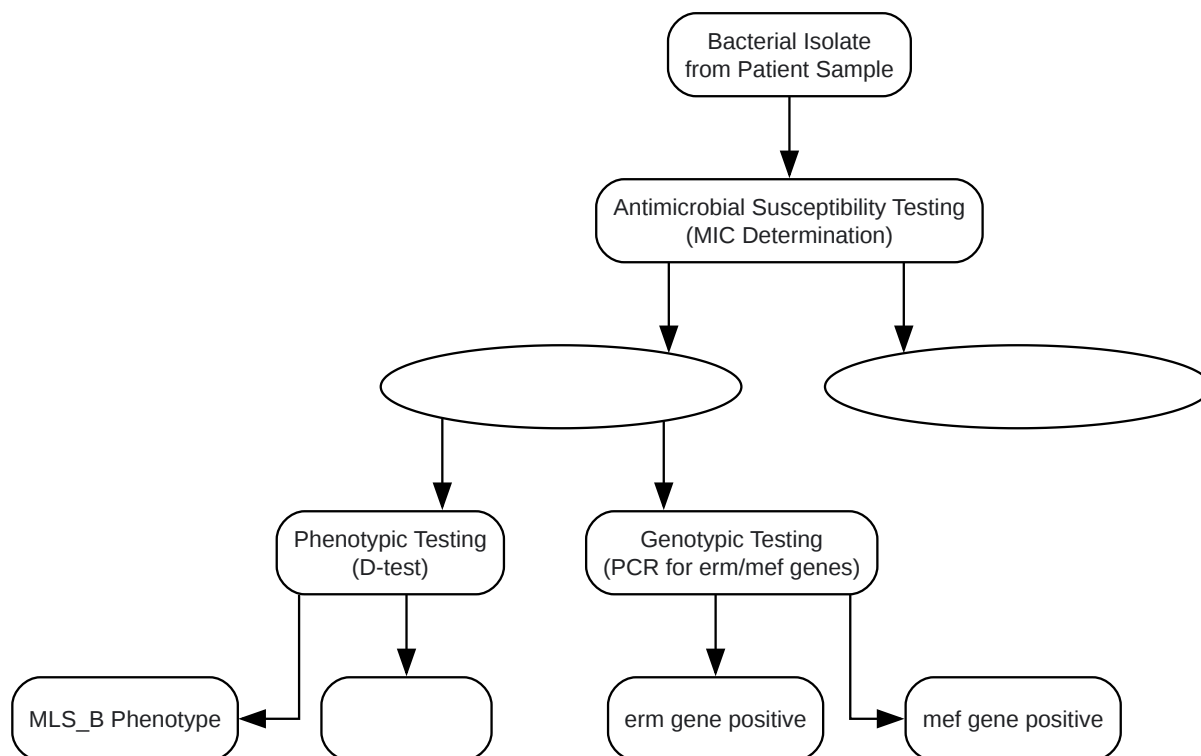 Bacterial Isolate
from Patient Sample
Antimicrobial Susceptibility Testing
(MIC Determination)
Phenotypic Testing
(D-test)
Genotypic Testing
(PCR for erm/mef genes)
MLS_B Phenotype
erm gene positive
mef gene positive